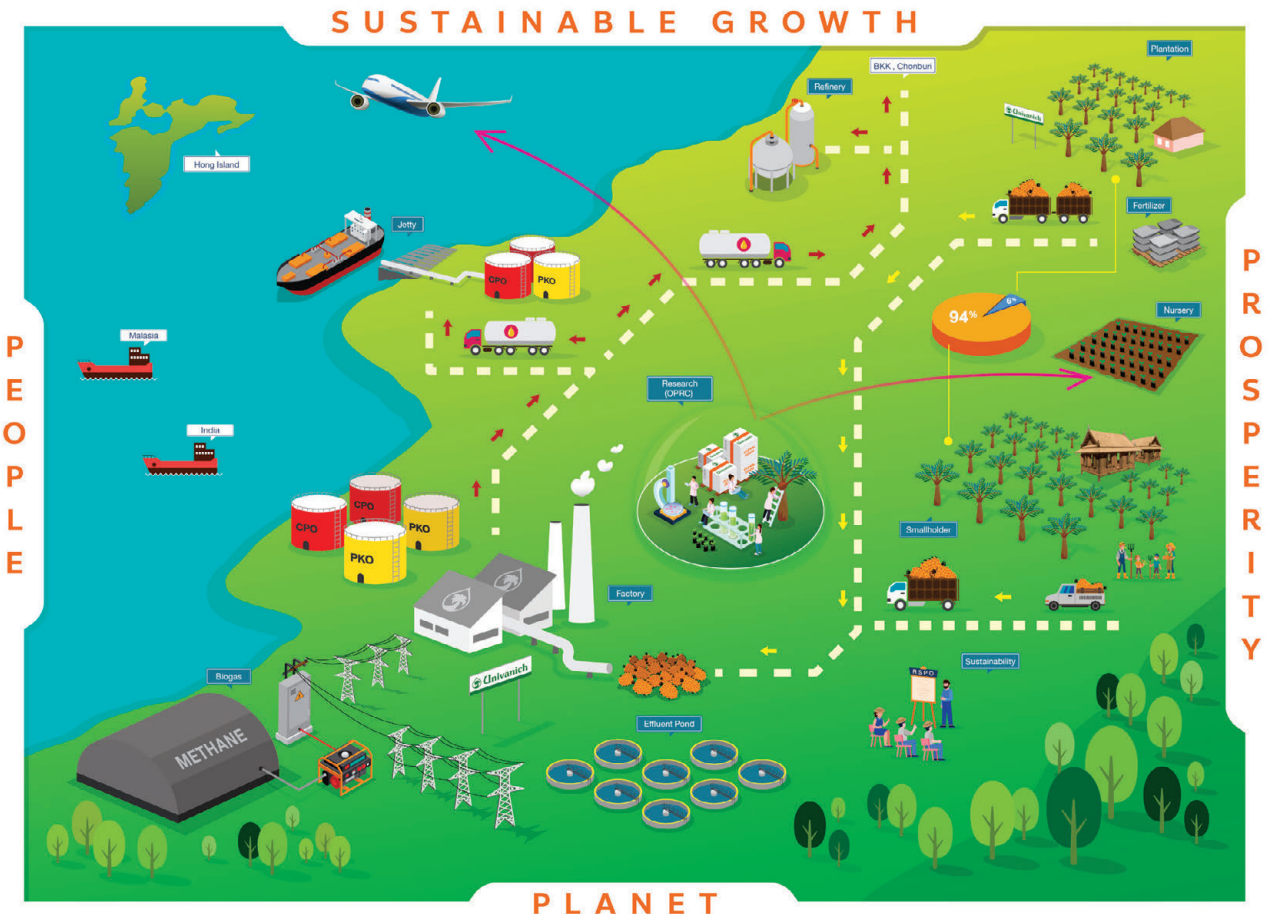 SUSTAINABLE GROWTH
Plantation
BKK , Chonburi
Refinery
Univanich
Hong Island
Fertilizer
Jetty
CPO
PKO
94%
6%
Nursery
Malasia
India
Research
(OPRC)
CPO
CPO
PKO
PKO
Smallholder
Factory
Sustainability
RSPO
Biogas
Univanich
METHANE
Effluent Pond
PEOPLE
PROSPERITY
PLANET